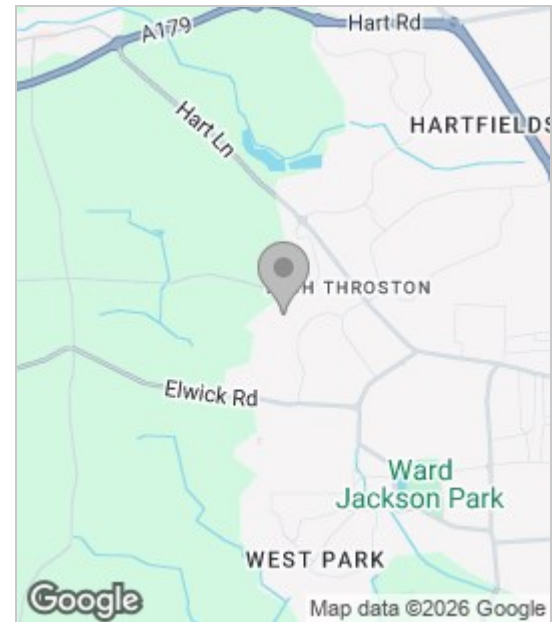 A179
Hart Rd
Hart Ln
HARTFIELDS
H THROSTON
Elwick Rd
Ward
Jackson Park
WEST PARK
Google
Map data ©2026 Google